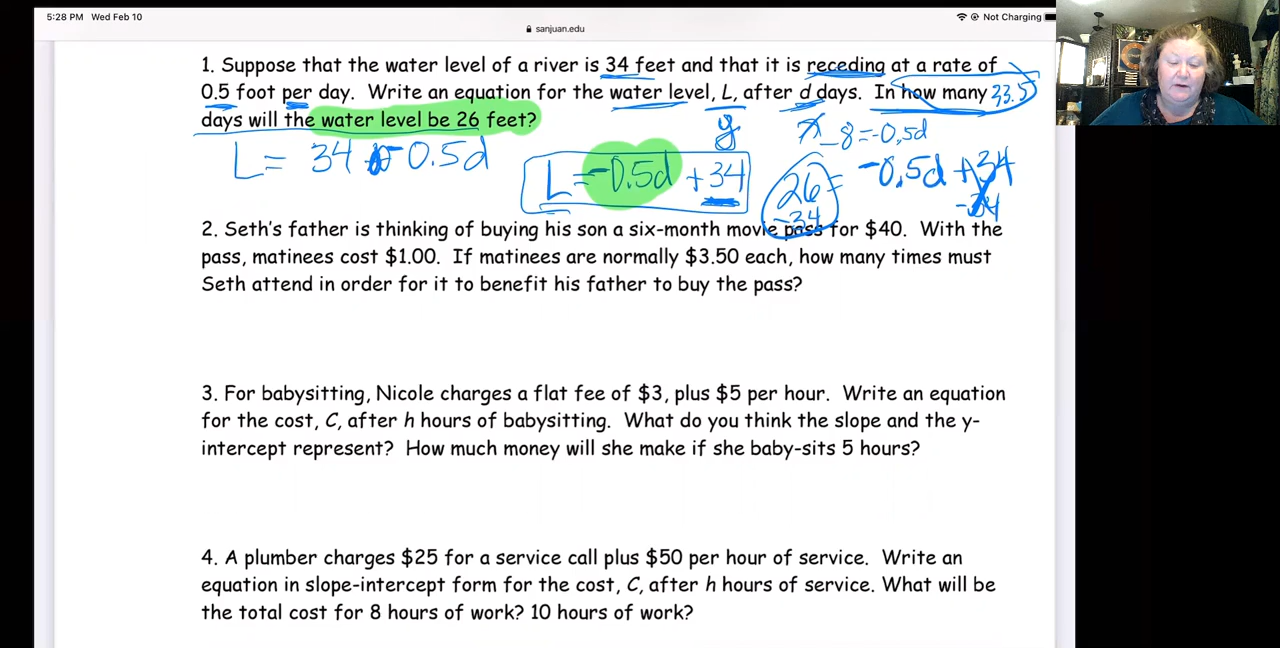 5:28 PM Wed Feb 10
Not Charging
sanjuan.edu
1. Suppose that the water level of a river is 34 feet and that it is receding at a rate of
0.5 foot per day. Write an equation for the water level, L, after d days. In how many 33.5
days will the water level be 26 feet?
y x -8 = -0.5d
L = 34 - 0.5d
L = -0.5d + 34
26 = -0.5d + 34
-34 -34
2. Seth's father is thinking of buying his son a six-month movie pass for $40. With the
pass, matinees cost $1.00. If matinees are normally $3.50 each, how many times must
Seth attend in order for it to benefit his father to buy the pass?
3. For babysitting, Nicole charges a flat fee of $3, plus $5 per hour. Write an equation
for the cost, C, after h hours of babysitting. What do you think the slope and the y-
intercept represent? How much money will she make if she baby-sits 5 hours?
4. A plumber charges $25 for a service call plus $50 per hour of service. Write an
equation in slope-intercept form for the cost, C, after h hours of service. What will be
the total cost for 8 hours of work? 10 hours of work?